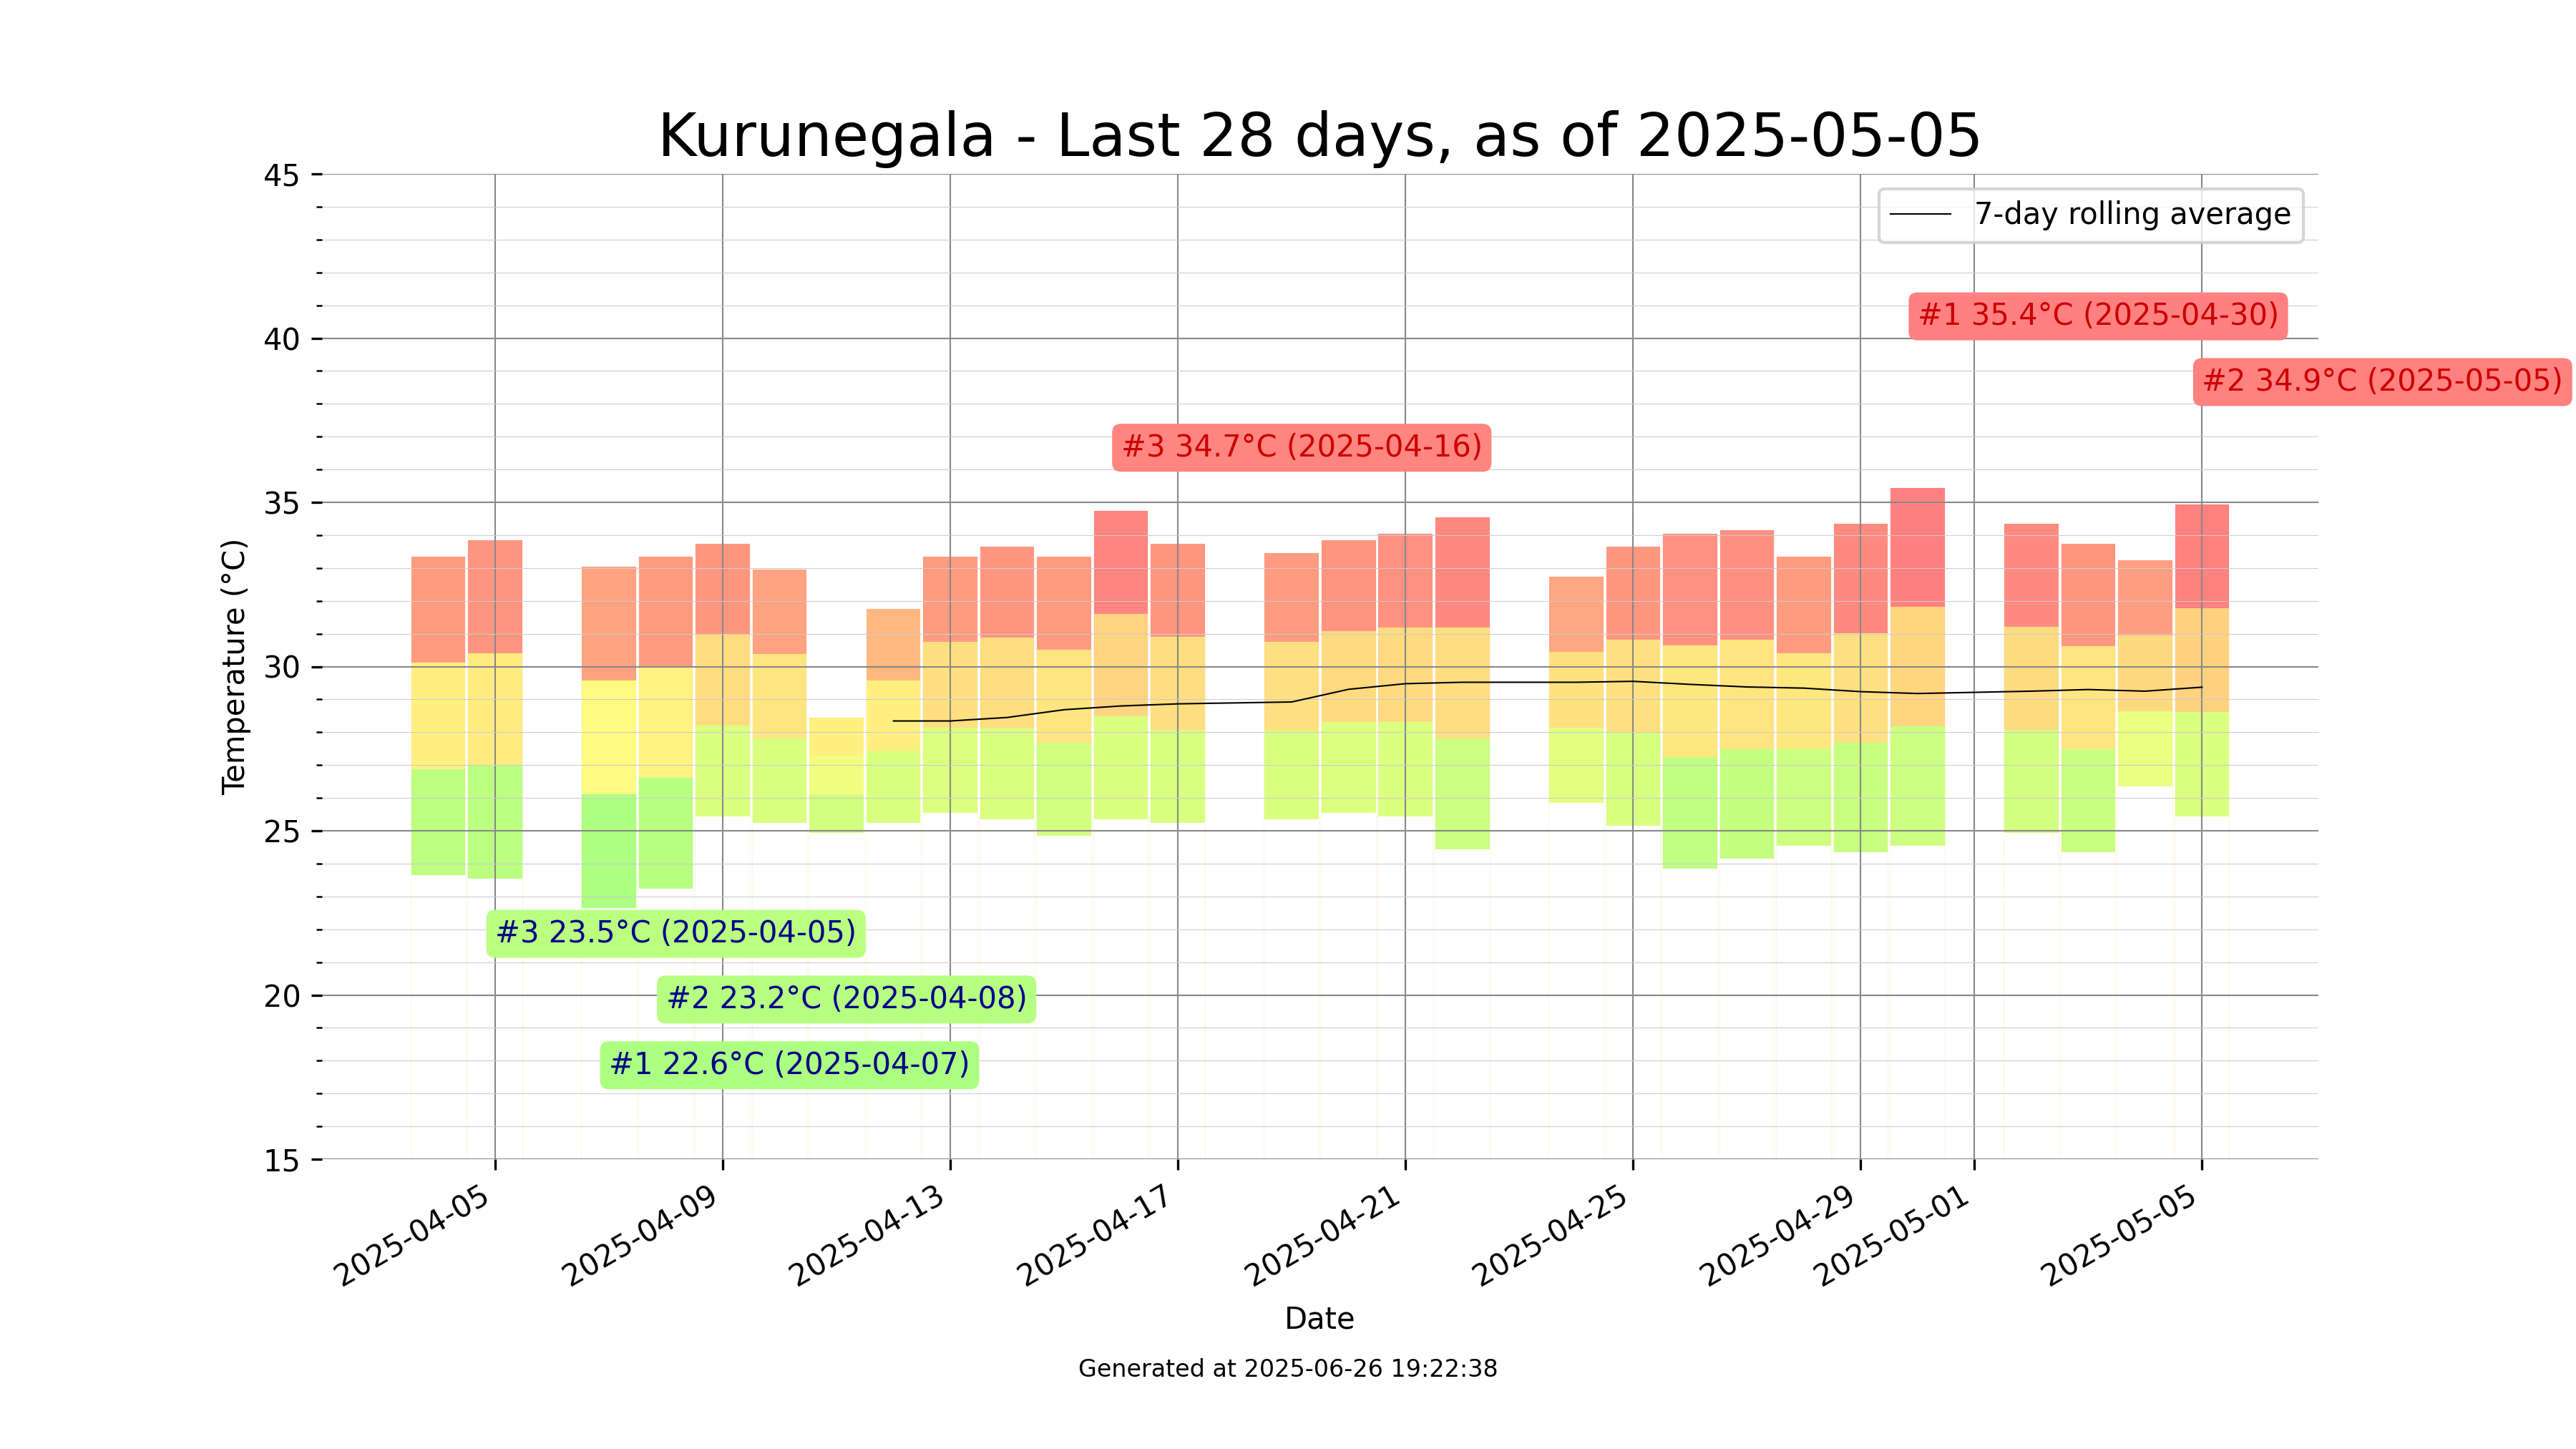 Kurunegala - Last 28 days, as of 2025-05-05
45
7-day rolling average
#1 35.4°C (2025-04-30)
40
#2 34.9°C (2025-05-05)
#3 34.7°C (2025-04-16)
35
Temperature (°C)
30
25
#3 23.5°C (2025-04-05)
20
#2 23.2°C (2025-04-08)
#1 22.6°C (2025-04-07)
15
2025-04-05
2025-04-09
2025-04-13
2025-04-17
2025-04-21
2025-04-25
2025-04-29
2025-05-01
2025-05-05
Date
Generated at 2025-06-26 19:22:38